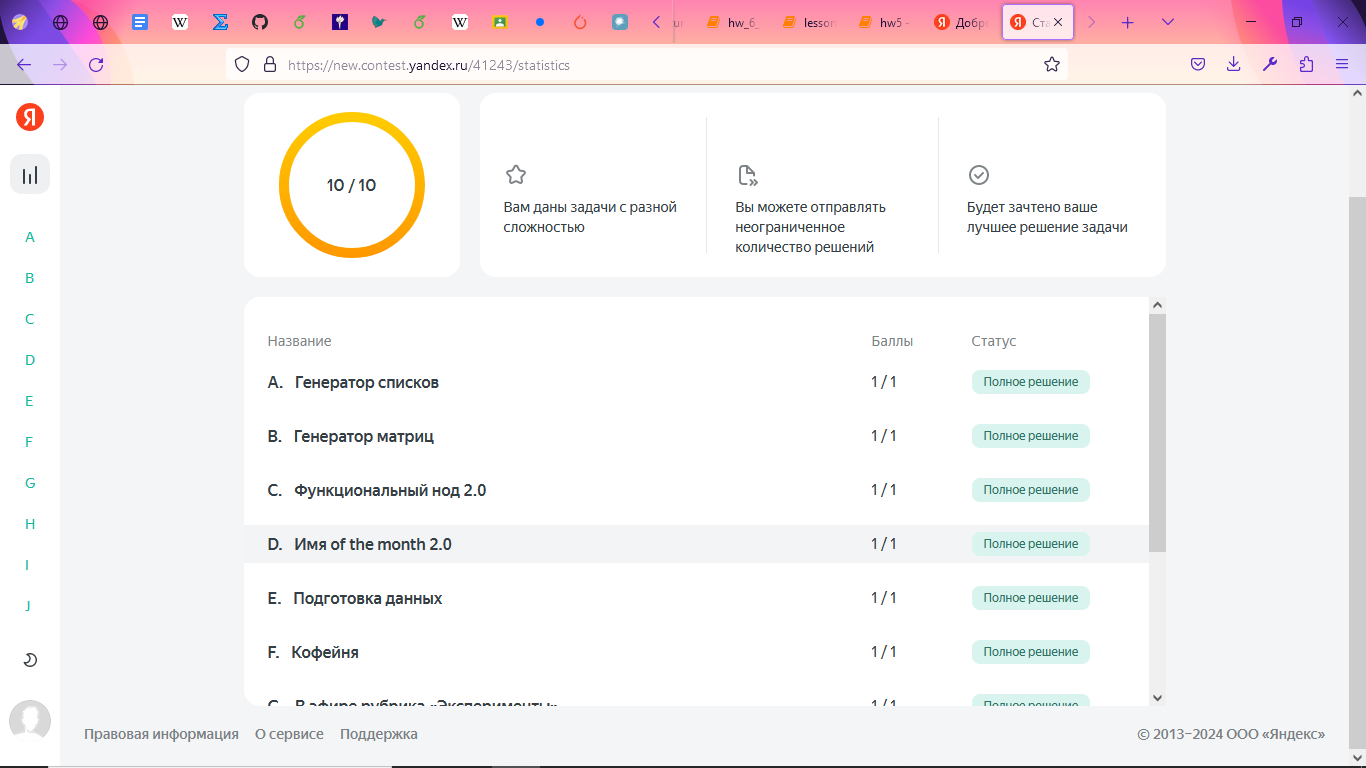 hw_6_
lesson
hw5 -
Добро
Ста
https://new.contest.yandex.ru/41243/statistics
Я
10 / 10
Вам даны задачи с разной
сложностью
Вы можете отправлять
неограниченное
количество решений
Будет зачтено ваше
лучшее решение задачи
A
B
C
D
E
F
G
H
I
J
Название Баллы Статус
A. Генератор списков 1 / 1 Полное решение
B. Генератор матриц 1 / 1 Полное решение
C. Функциональный нод 2.0 1 / 1 Полное решение
D. Имя of the month 2.0 1 / 1 Полное решение
E. Подготовка данных 1 / 1 Полное решение
F. Кофейня 1 / 1 Полное решение
G. В эфире рубрика «Эксперименты» 1 / 1 Полное решение
Правовая информация О сервисе Поддержка © 2013–2024 ООО «Яндекс»